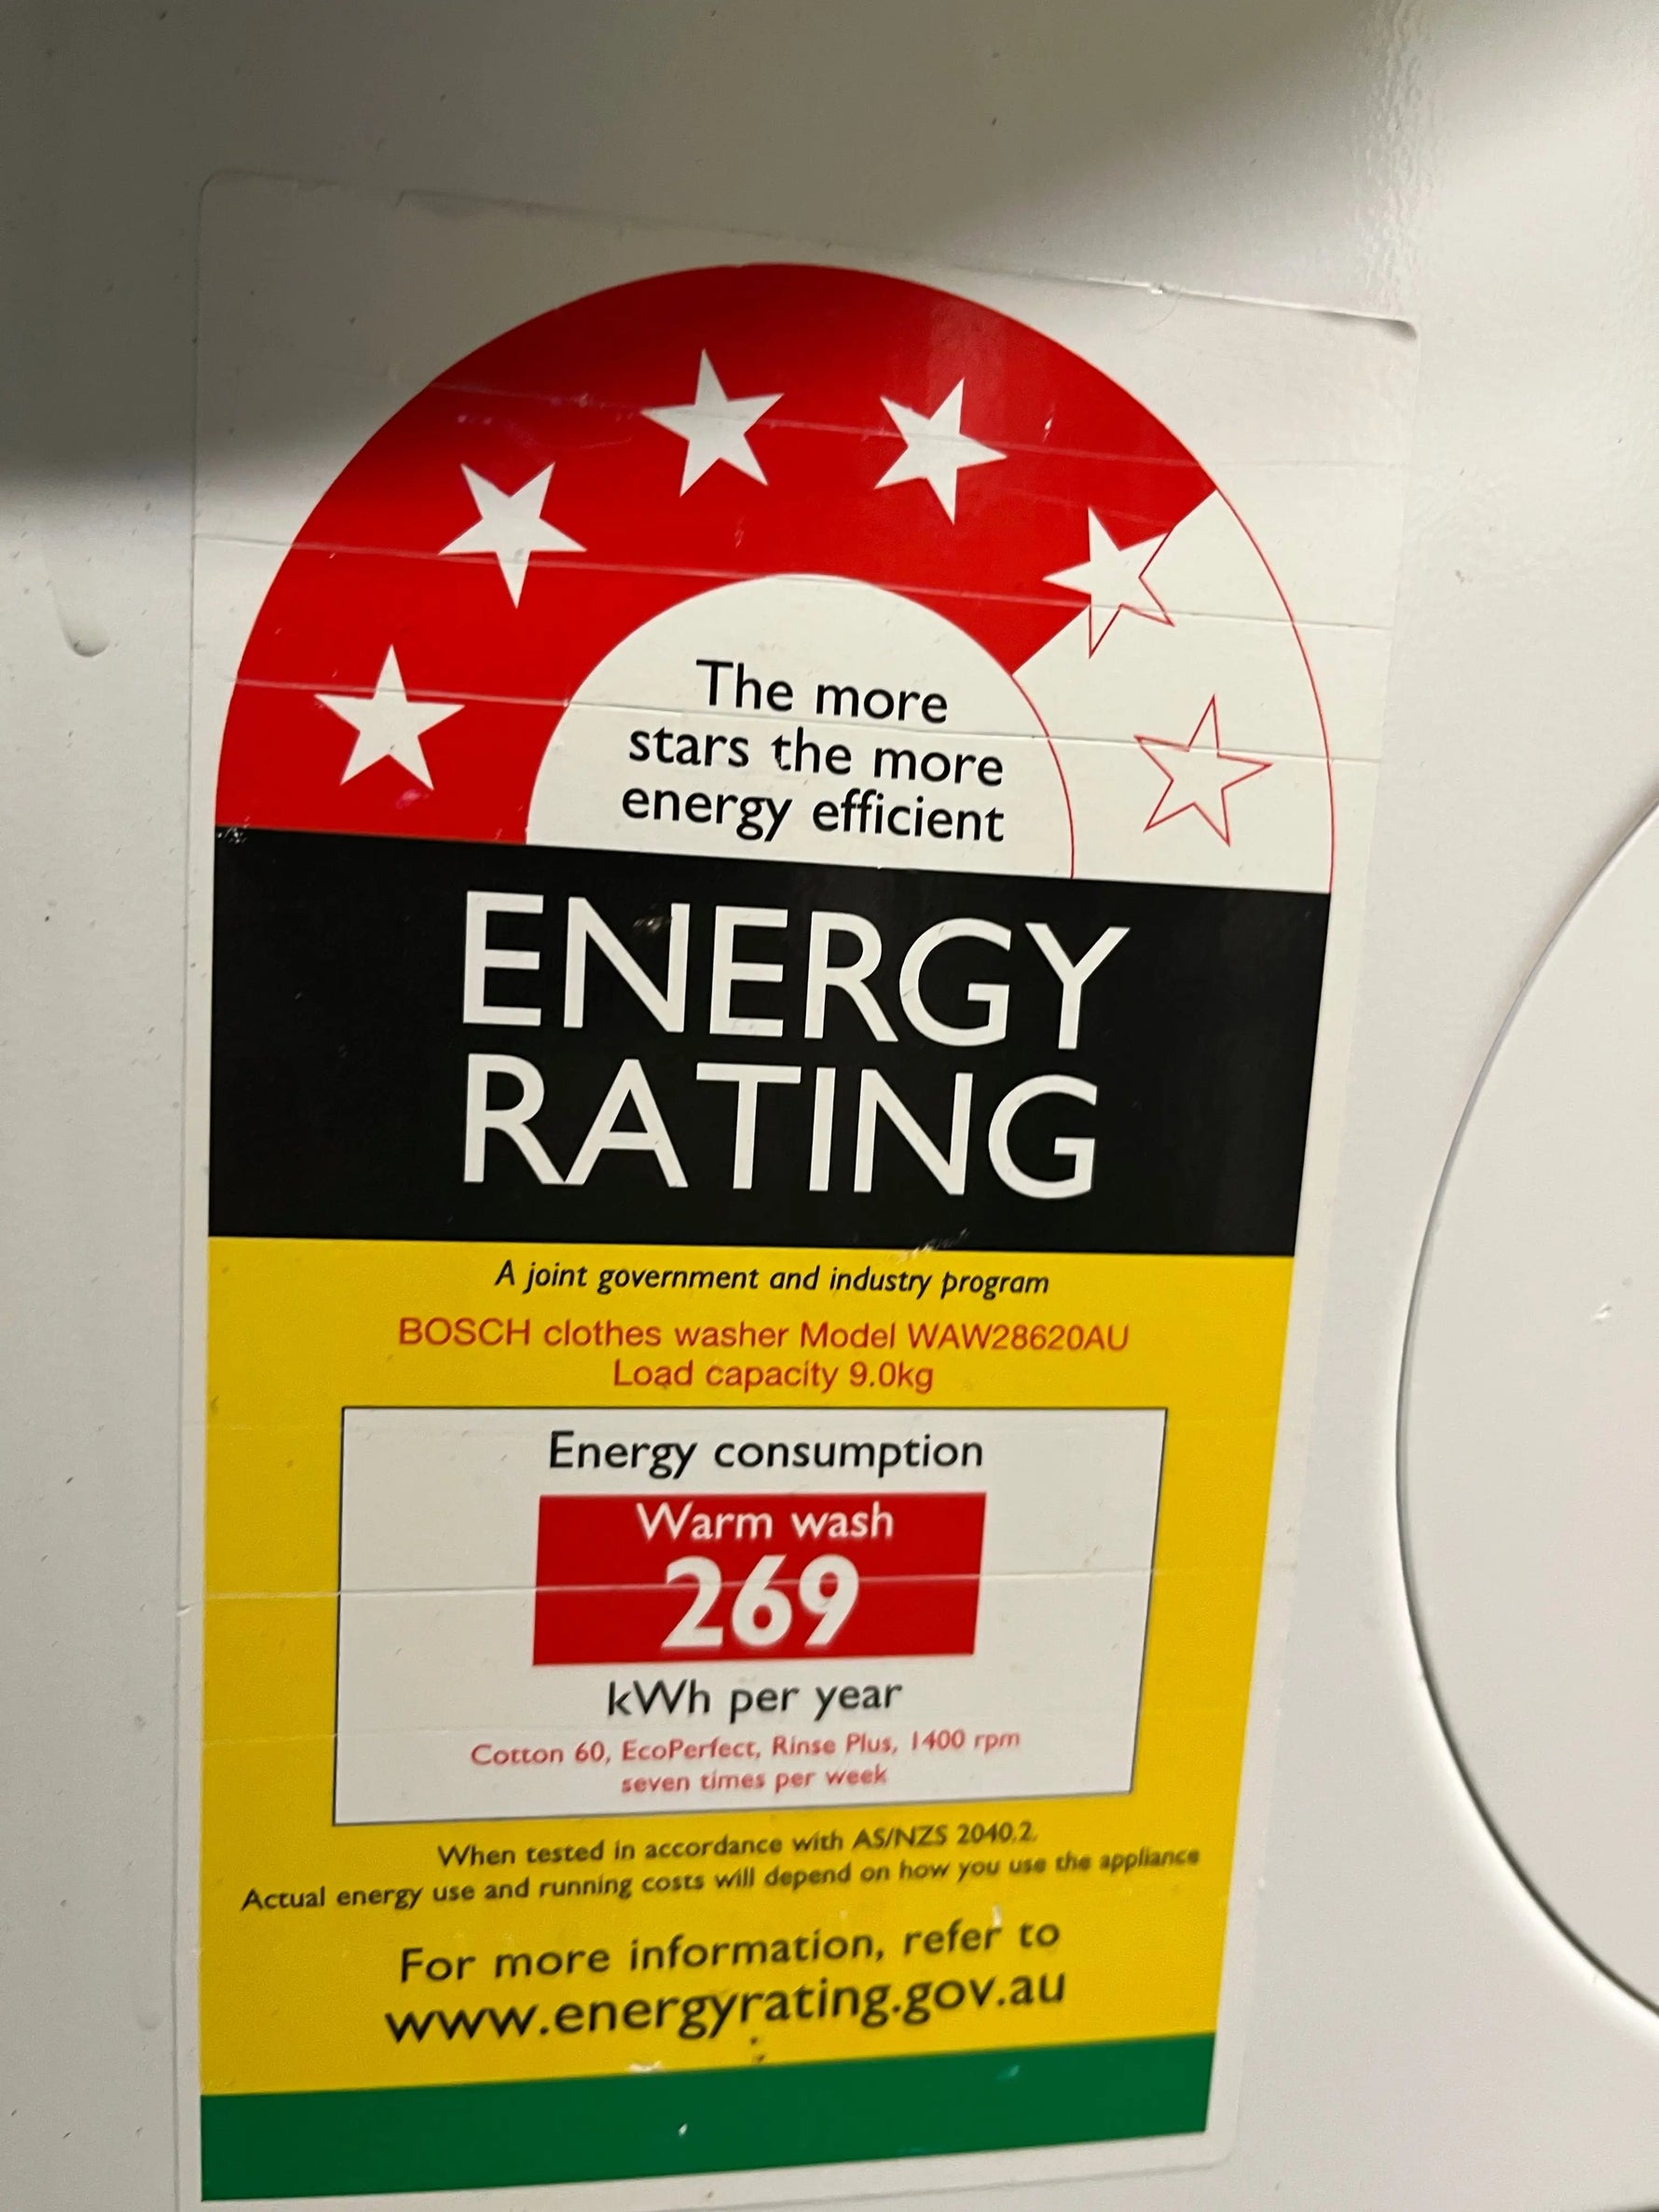 The more
stars the more
energy efficient
ENERGY
RATING
A joint government and industry program
BOSCH clothes washer Model WAW28620AU
Load capacity 9.0kg
Energy consumption
Warm wash
269
kWh per year
Cotton 60, EcoPerfect, Rinse Plus, 1400 rpm
seven times per week
When tested in accordance with AS/NZS 2040.2.
Actual energy use and running costs will depend on how you use the appliance
For more information, refer to
www.energyrating.gov.au